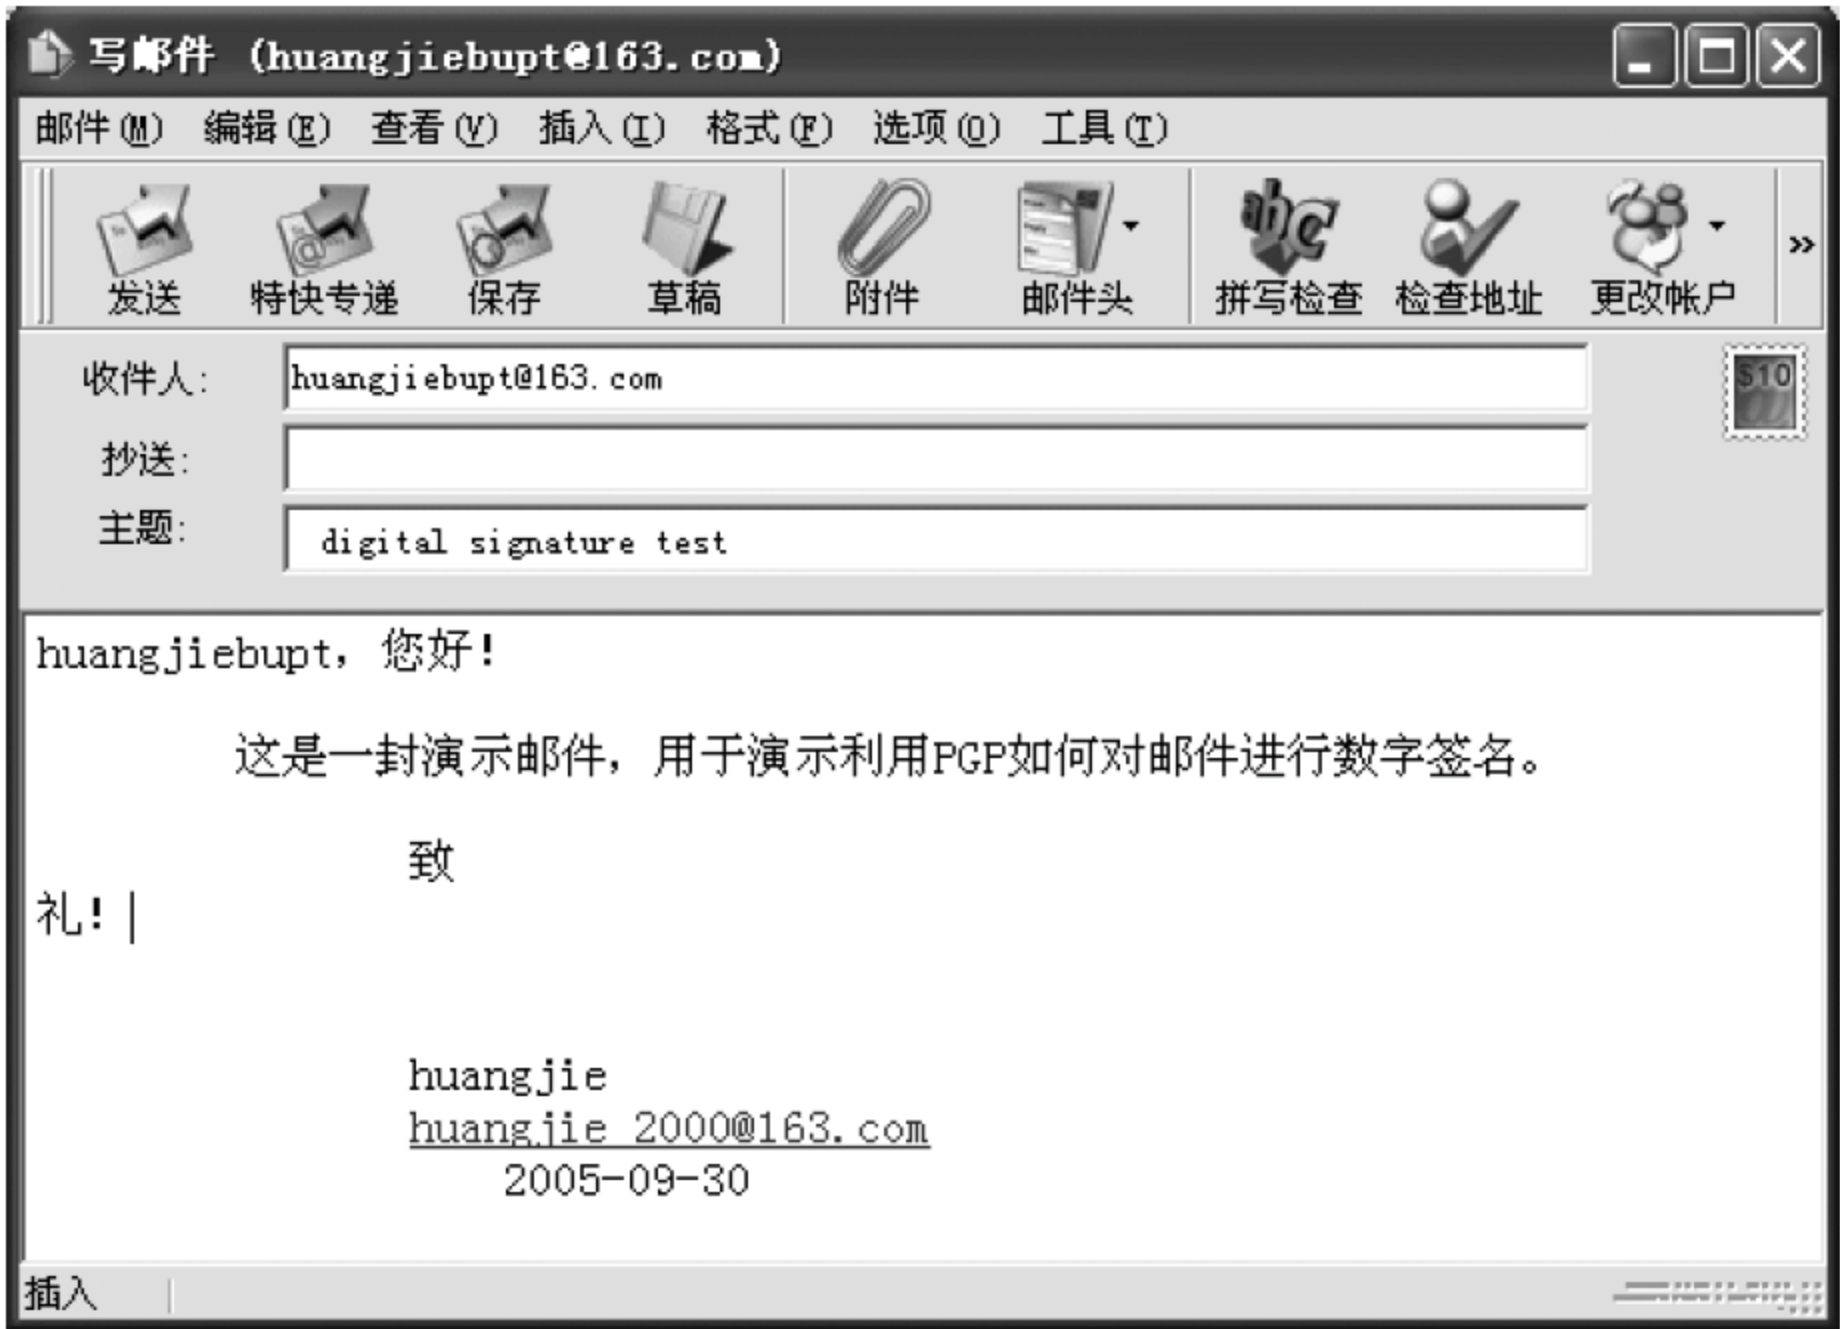 写邮件 (huangjiebupt@163.com)
邮件(M) 编辑(E) 查看(V) 插入(I) 格式(F) 选项(O) 工具(T)
abc
发送 特快专递 保存 草稿 附件 邮件头 拼写检查 检查地址 更改帐户 »
收件人: huangjiebupt@163.com
$10
抄送:
主题: digital signature test
huangjiebupt，您好！
这是一封演示邮件，用于演示利用PGP如何对邮件进行数字签名。
致
礼！
huangjie
huangjie_2000@163.com
2005-09-30
插入